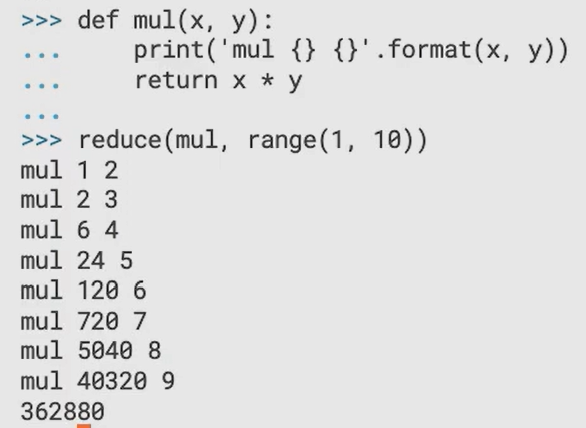 >>> def mul(x, y):
...     print('mul {} {}'.format(x, y))
...     return x * y
...
>>> reduce(mul, range(1, 10))
mul 1 2
mul 2 3
mul 6 4
mul 24 5
mul 120 6
mul 720 7
mul 5040 8
mul 40320 9
362880